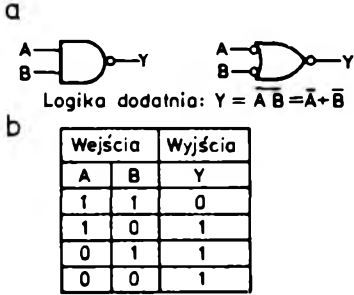 a
A B Y A B Y
Logika dodatnia: Y = A̅ ̅B̅ = A̅ + B̅
b
Wejścia Wyjścia
A B Y
1 1 0
1 0 1
0 1 1
0 0 1